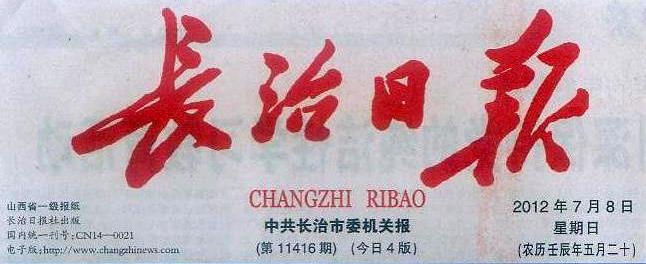 长治日报
CHANGZHI RIBAO
山西省一级报纸
长治日报社出版
国内统一刊号:CN14—0021
电子版:http://www.changzhinews.com
中共长治市委机关报
(第11416期) (今日4版)
2012年7月8日
星期日
(农历壬辰年五月二十)